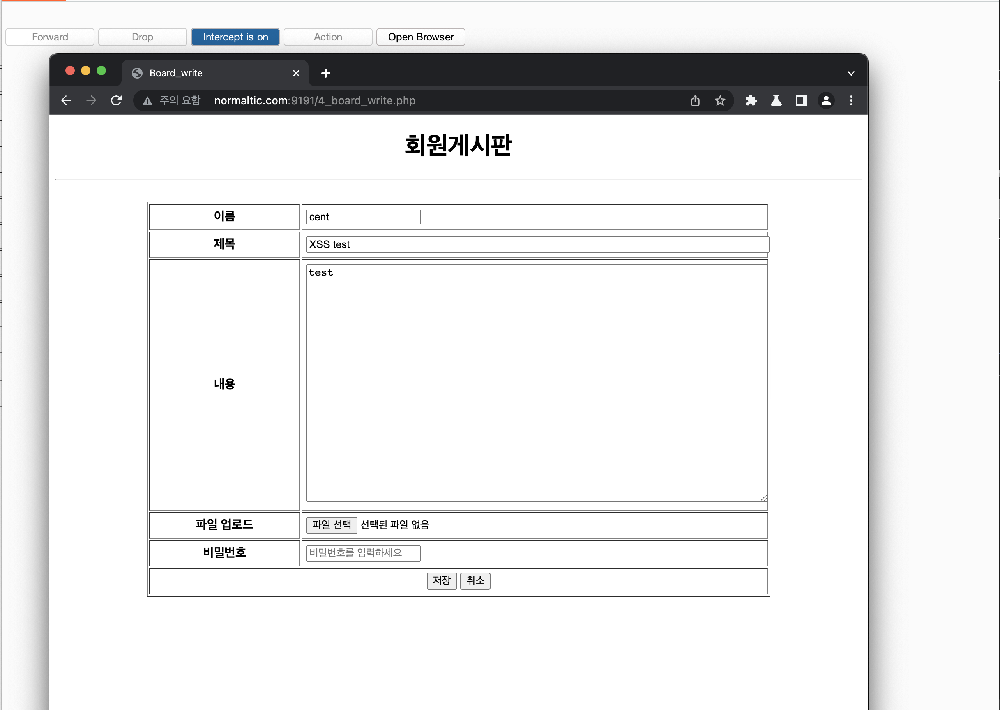 Forward Drop Intercept is on Action Open Browser
Board_write
주의 요함 normaltic.com:9191/4_board_write.php
회원게시판
이름 cent
제목 XSS test
내용 test
파일 업로드 파일 선택 선택된 파일 없음
비밀번호 비밀번호를 입력하세요
저장 취소